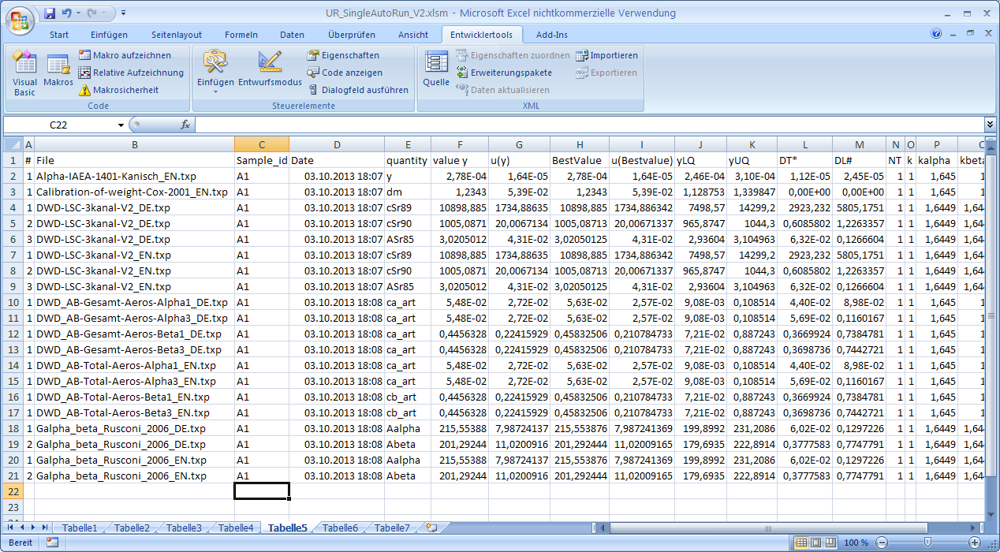 UR_SingleAutoRun_V2.xlsm - Microsoft Excel nichtkommerzielle Verwendung
Start Einfügen Seitenlayout Formeln Daten Überprüfen Ansicht Entwicklertools Add-Ins
Visual Basic Makros Makro aufzeichnen Relative Aufzeichnung Makrosicherheit
Einfügen Entwurfsmodus Eigenschaften Code anzeigen Dialogfeld ausführen
Quelle Eigenschaften zuordnen Erweiterungspakete Daten aktualisieren Importieren Exportieren
Code Steuerelemente XML
C22 fx
A B C D E F G H I J K L M N O P
1 # File Sample_id Date quantity value y u(y) BestValue u(Bestvalue) yLQ yUQ DT* DL# NT k kalpha kbeta
2 1 Alpha-IAEA-1401-Kanisch_EN.txp A1 03.10.2013 18:07 y 2,78E-04 1,64E-05 2,78E-04 1,64E-05 2,46E-04 3,10E-04 1,12E-05 2,45E-05 1 1 1,645 1
3 1 Calibration-of-weight-Cox-2001_EN.txp A1 03.10.2013 18:07 dm 1,2343 5,39E-02 1,2343 5,39E-02 1,128753 1,339847 0,00E+00 0,00E+00 1 1 1,645 1
4 1 DWD-LSC-3kanal-V2_DE.txp A1 03.10.2013 18:07 cSr89 10898,885 1734,88635 10898,885 1734,886342 7498,57 14299,2 2923,232 5805,1751 1 1 1,6449 1,64
5 2 DWD-LSC-3kanal-V2_DE.txp A1 03.10.2013 18:07 cSr90 1005,0871 20,0067134 1005,08713 20,00671337 965,8747 1044,3 0,6085802 1,2263357 1 1 1,6449 1,64
6 3 DWD-LSC-3kanal-V2_DE.txp A1 03.10.2013 18:07 ASr85 3,0205012 4,31E-02 3,02050125 4,31E-02 2,93604 3,104963 6,32E-02 0,1266604 1 1 1,6449 1,64
7 1 DWD-LSC-3kanal-V2_EN.txp A1 03.10.2013 18:07 cSr89 10898,885 1734,88635 10898,885 1734,886342 7498,57 14299,2 2923,232 5805,1751 1 1 1,6449 1,64
8 2 DWD-LSC-3kanal-V2_EN.txp A1 03.10.2013 18:07 cSr90 1005,0871 20,0067134 1005,08713 20,00671337 965,8747 1044,3 0,6085802 1,2263357 1 1 1,6449 1,64
9 3 DWD-LSC-3kanal-V2_EN.txp A1 03.10.2013 18:07 ASr85 3,0205012 4,31E-02 3,02050125 4,31E-02 2,93604 3,104963 6,32E-02 0,1266604 1 1 1,6449 1,64
10 1 DWD_AB-Gesamt-Aeros-Alpha1_DE.txp A1 03.10.2013 18:08 ca_art 5,48E-02 2,72E-02 5,63E-02 2,57E-02 9,08E-03 0,108514 4,40E-02 8,98E-02 1 1 1,645 1
11 1 DWD_AB-Gesamt-Aeros-Alpha3_DE.txp A1 03.10.2013 18:08 ca_art 5,48E-02 2,72E-02 5,63E-02 2,57E-02 9,08E-03 0,108514 5,69E-02 0,1160167 1 1 1,645 1
12 1 DWD_AB-Gesamt-Aeros-Beta1_DE.txp A1 03.10.2013 18:08 ca_art 0,4456328 0,22415929 0,45832506 0,210784733 7,21E-02 0,887243 0,3669924 0,7384781 1 1 1,645 1
13 1 DWD_AB-Gesamt-Aeros-Beta3_DE.txp A1 03.10.2013 18:08 ca_art 0,4456328 0,22415929 0,45832506 0,210784733 7,21E-02 0,887243 0,3698736 0,7442721 1 1 1,645 1
14 1 DWD_AB-Total-Aeros-Alpha1_EN.txp A1 03.10.2013 18:08 ca_art 5,48E-02 2,72E-02 5,63E-02 2,57E-02 9,08E-03 0,108514 4,40E-02 8,98E-02 1 1 1,645 1
15 1 DWD_AB-Total-Aeros-Alpha3_EN.txp A1 03.10.2013 18:08 ca_art 5,48E-02 2,72E-02 5,63E-02 2,57E-02 9,08E-03 0,108514 5,69E-02 0,1160167 1 1 1,645 1
16 1 DWD_AB-Total-Aeros-Beta1_EN.txp A1 03.10.2013 18:08 cb_art 0,4456328 0,22415929 0,45832506 0,210784733 7,21E-02 0,887243 0,3669924 0,7384781 1 1 1,645 1
17 1 DWD_AB-Total-Aeros-Beta3_EN.txp A1 03.10.2013 18:08 cb_art 0,4456328 0,22415929 0,45832506 0,210784733 7,21E-02 0,887243 0,3698736 0,7442721 1 1 1,645 1
18 1 Galpha_beta_Rusconi_2006_DE.txp A1 03.10.2013 18:08 Aalpha 215,55388 7,98724137 215,553876 7,987241369 199,8992 231,2086 6,02E-02 0,1297226 1 1 1,6449 1,64
19 2 Galpha_beta_Rusconi_2006_DE.txp A1 03.10.2013 18:08 Abeta 201,29244 11,0200916 201,292444 11,02009165 179,6935 222,8914 0,3777583 0,7747791 1 1 1,6449 1,64
20 1 Galpha_beta_Rusconi_2006_EN.txp A1 03.10.2013 18:08 Aalpha 215,55388 7,98724137 215,553876 7,987241369 199,8992 231,2086 6,02E-02 0,1297226 1 1 1,6449 1,64
21 2 Galpha_beta_Rusconi_2006_EN.txp A1 03.10.2013 18:08 Abeta 201,29244 11,0200916 201,292444 11,02009165 179,6935 222,8914 0,3777583 0,7747791 1 1 1,6449 1,64
22
23
Tabelle1 Tabelle2 Tabelle3 Tabelle4 Tabelle5 Tabelle6 Tabelle7
Bereit 100 %